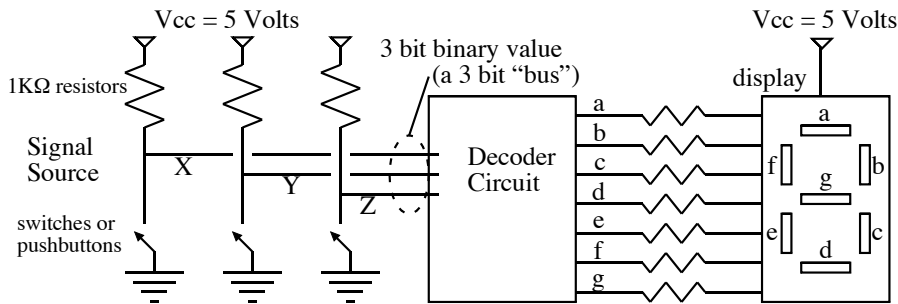 Vcc = 5 Volts
Vcc = 5 Volts
3 bit binary value
(a 3 bit “bus”)
1KΩ resistors
display
Signal
Source
X
Y
Z
Decoder
Circuit
switches or
pushbuttons
a
b
c
d
e
f
g
a
f
b
g
e
c
d